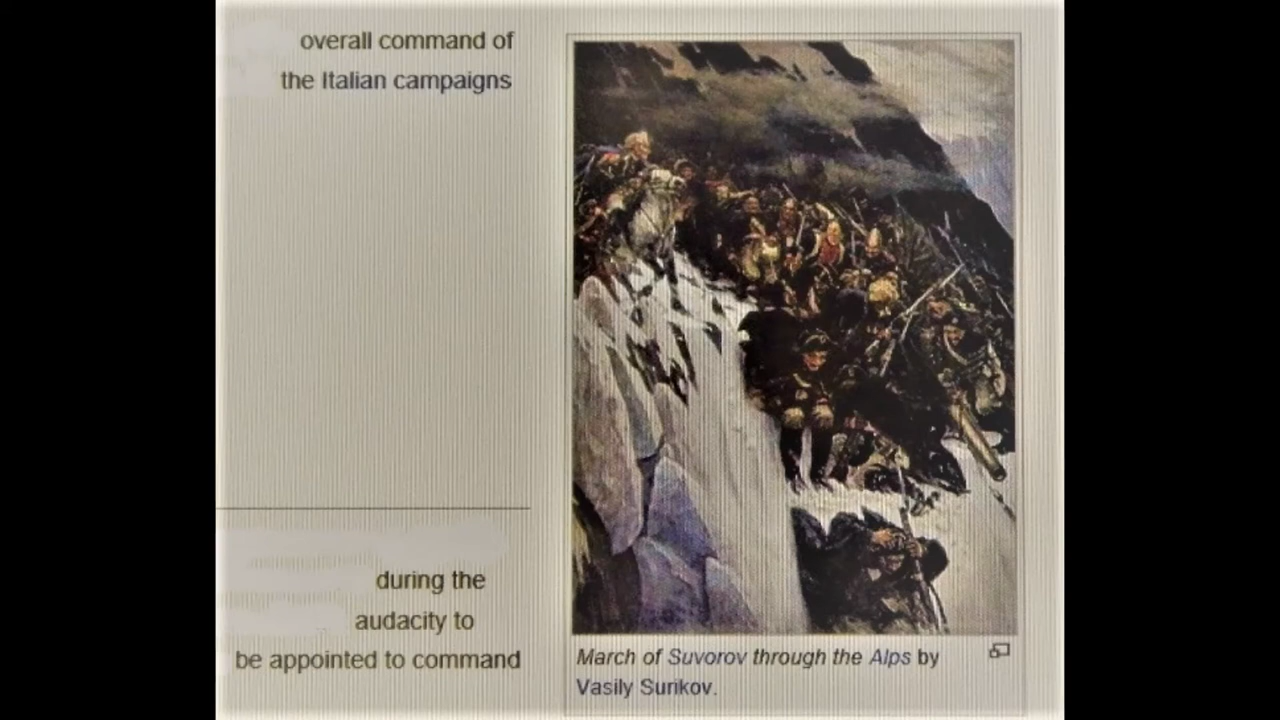 overall command of
the Italian campaigns
during the
audacity to
be appointed to command
March of Suvorov through the Alps by
Vasily Surikov.